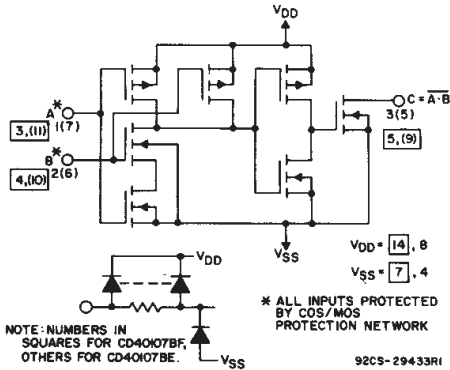 VDD
A*
1(7)
3,(11)
B*
2(6)
4,(10)
C = A·B
3(5)
5,(9)
VSS
VDD = 14, 8
VSS = 7, 4
VDD
VSS
* ALL INPUTS PROTECTED
BY COS/MOS
PROTECTION NETWORK
NOTE: NUMBERS IN
SQUARES FOR CD40107BF,
OTHERS FOR CD40107BE.
92CS-29433R1